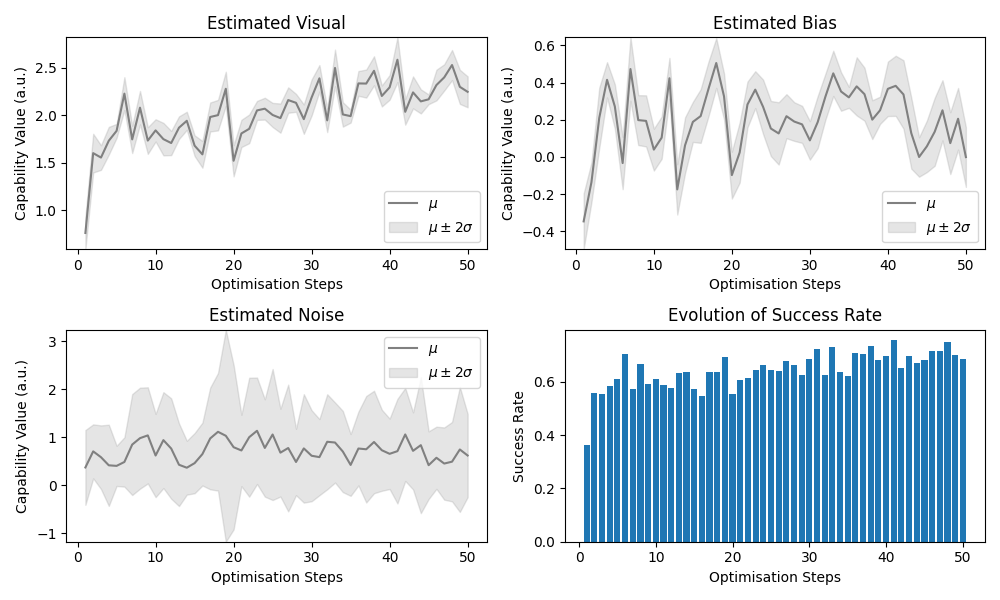 Estimated Visual
Capability Value (a.u.)
2.5
2.0
1.5
1.0
μ
μ ± 2σ
0 10 20 30 40 50
Optimisation Steps
Estimated Bias
Capability Value (a.u.)
0.6
0.4
0.2
0.0
−0.2
−0.4
μ
μ ± 2σ
0 10 20 30 40 50
Optimisation Steps
Estimated Noise
Capability Value (a.u.)
3
2
1
0
−1
μ
μ ± 2σ
0 10 20 30 40 50
Optimisation Steps
Evolution of Success Rate
Success Rate
0.6
0.4
0.2
0.0
0 10 20 30 40 50
Optimisation Steps